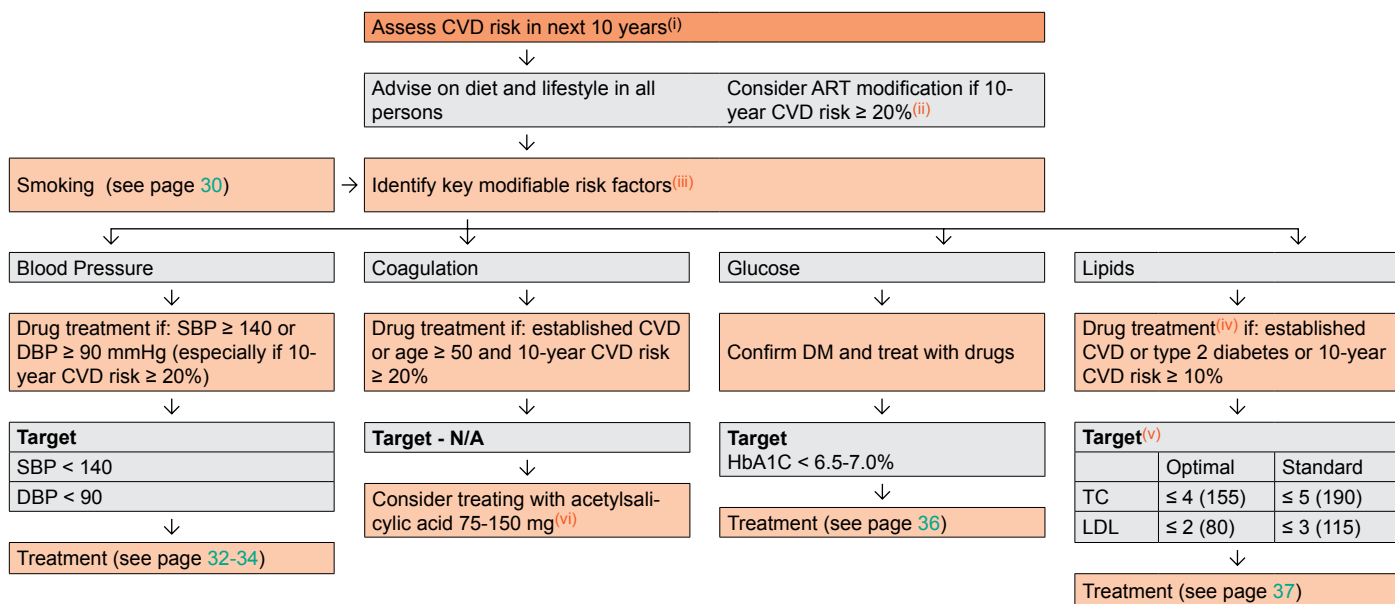 Assess CVD risk in next 10 years(i)
Advise on diet and lifestyle in all
persons
Consider ART modification if 10-
year CVD risk ≥ 20%(ii)
Smoking (see page 30)
Identify key modifiable risk factors(iii)
Blood Pressure
Drug treatment if: SBP ≥ 140 or
DBP ≥ 90 mmHg (especially if 10-
year CVD risk ≥ 20%)
Target
SBP < 140
DBP < 90
Treatment (see page 32-34)
Coagulation
Drug treatment if: established CVD
or age ≥ 50 and 10-year CVD risk
≥ 20%
Target - N/A
Consider treating with acetylsali-
cylic acid 75-150 mg(vi)
Glucose
Confirm DM and treat with drugs
Target
HbA1C < 6.5-7.0%
Treatment (see page 36)
Lipids
Drug treatment(iv) if: established
CVD or type 2 diabetes or 10-year
CVD risk ≥ 10%
Target(v)
Optimal Standard
TC ≤ 4 (155) ≤ 5 (190)
LDL ≤ 2 (80) ≤ 3 (115)
Treatment (see page 37)